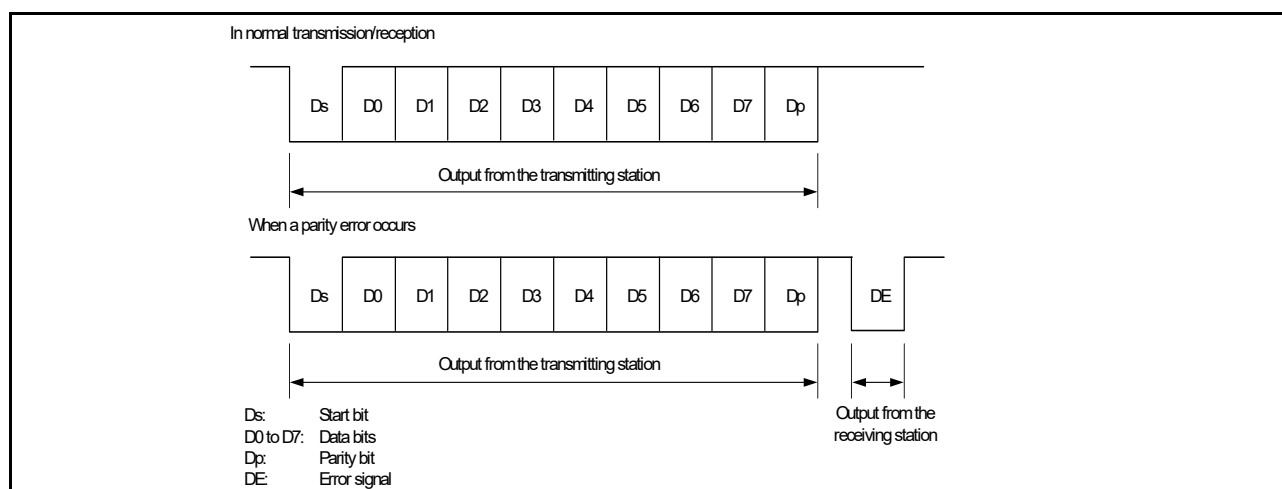 In normal transmission/reception
Ds D0 D1 D2 D3 D4 D5 D6 D7 Dp
Output from the transmitting station
When a parity error occurs
Ds D0 D1 D2 D3 D4 D5 D6 D7 Dp DE
Output from the transmitting station
Output from the
receiving station
Ds: Start bit
D0 to D7: Data bits
Dp: Parity bit
DE: Error signal